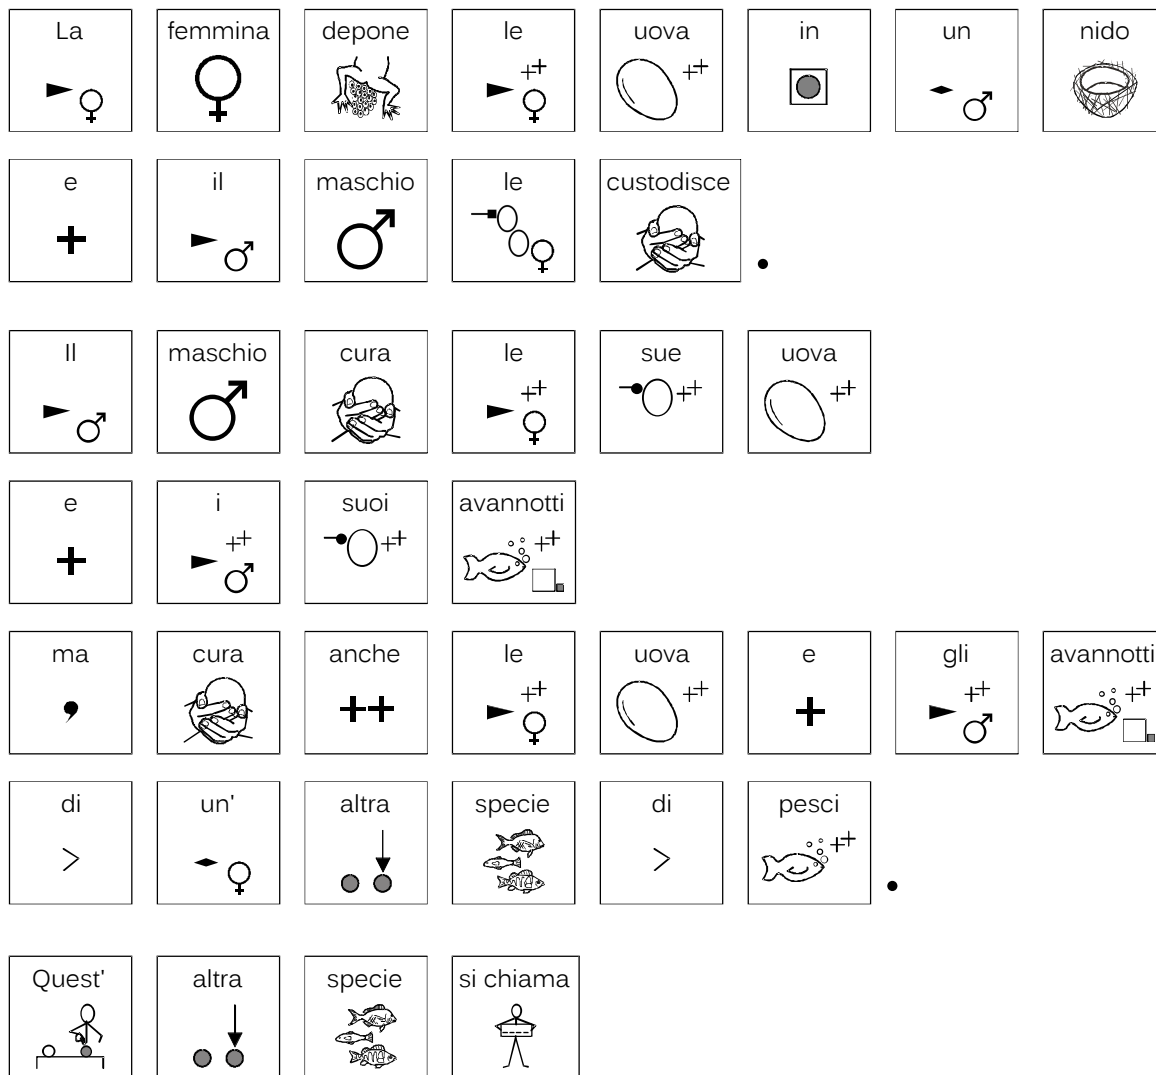 La femmina depone le uova in un nido
e il maschio le custodisce .
Il maschio cura le sue uova
e i suoi avannotti
ma cura anche le uova e gli avannotti
di un' altra specie di pesci .
Quest' altra specie si chiama